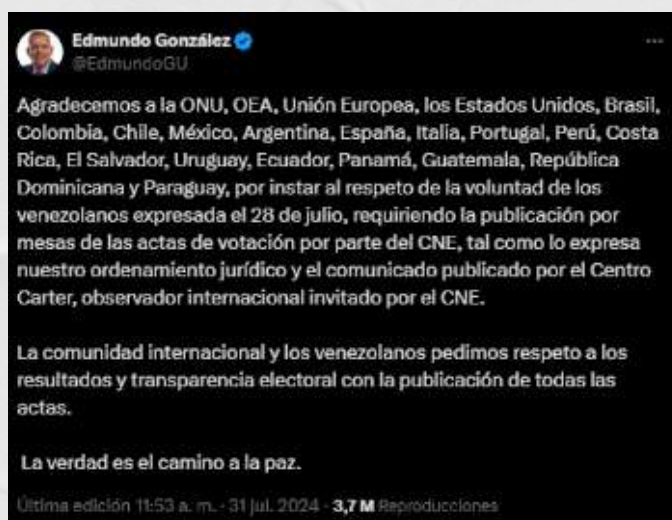 Edmundo González
@EdmundoGU
Agradecemos a la ONU, OEA, Unión Europea, los Estados Unidos, Brasil,
Colombia, Chile, México, Argentina, España, Italia, Portugal, Perú, Costa
Rica, El Salvador, Uruguay, Ecuador, Panamá, Guatemala, República
Dominicana y Paraguay, por instar al respeto de la voluntad de los
venezolanos expresada el 28 de julio, requiriendo la publicación por
mesas de las actas de votación por parte del CNE, tal como lo expresa
nuestro ordenamiento jurídico y el comunicado publicado por el Centro
Carter, observador internacional invitado por el CNE.
La comunidad internacional y los venezolanos pedimos respeto a los
resultados y transparencia electoral con la publicación de todas las
actas.
La verdad es el camino a la paz.
Última edición 11:53 a. m. · 31 jul. 2024 · 3,7 M Reproducciones